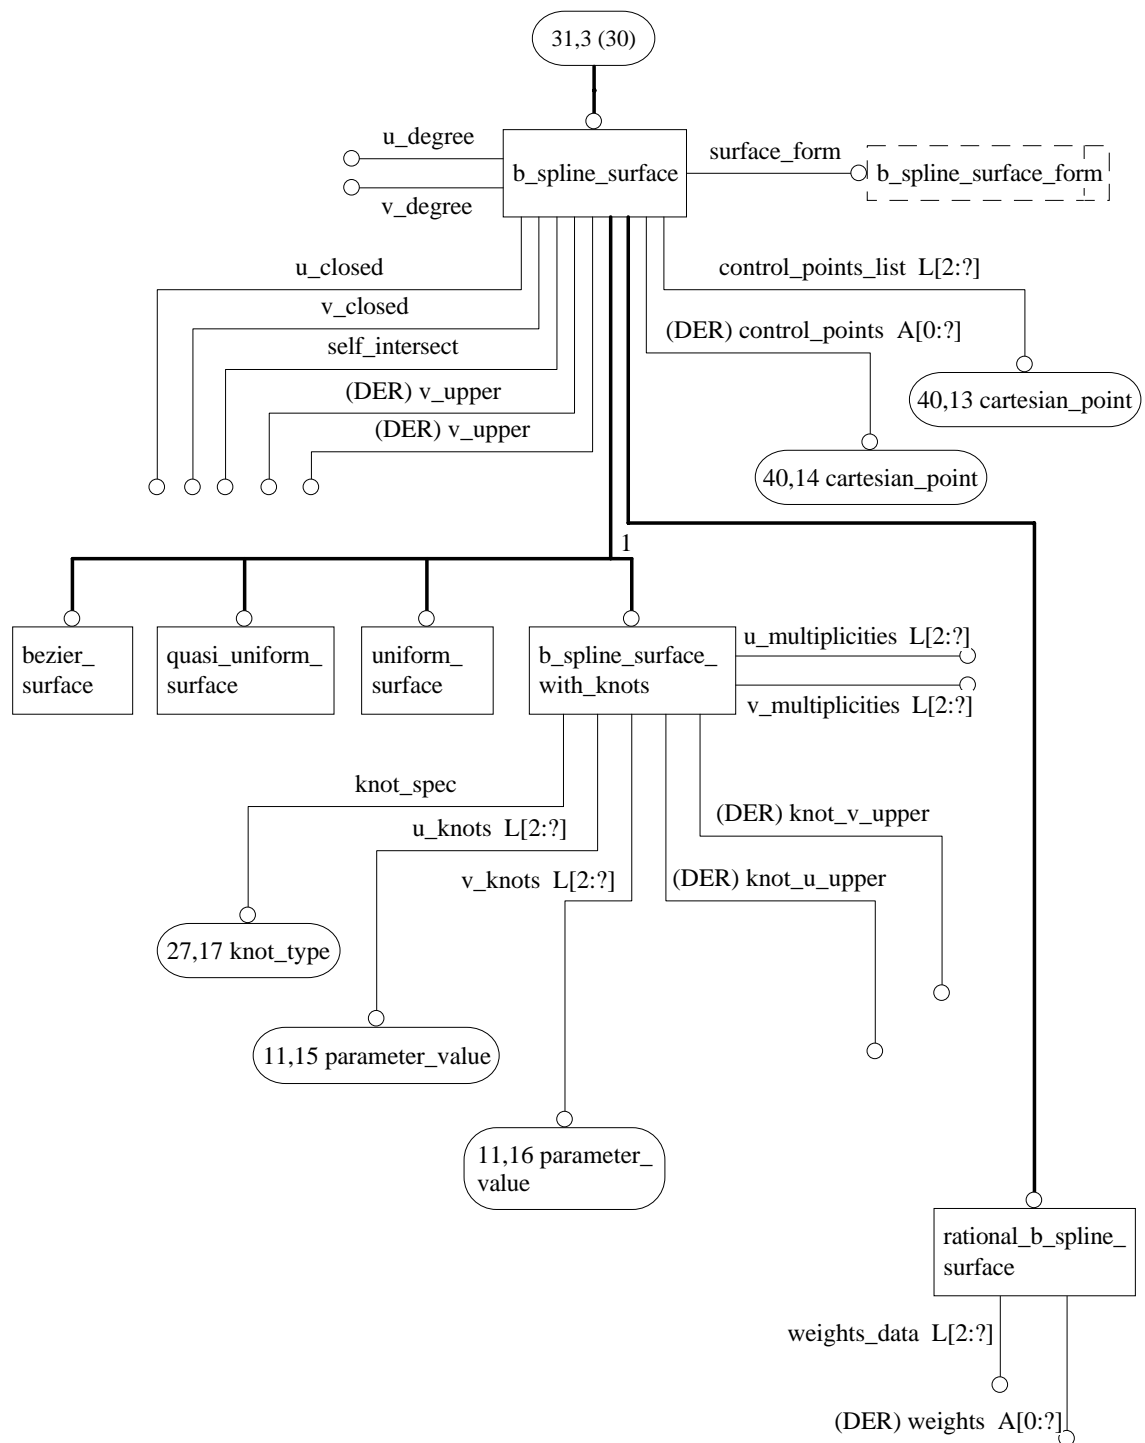 31,3 (30)
u_degree
v_degree
b_spline_surface
surface_form
b_spline_surface_form
u_closed
v_closed
self_intersect
(DER) v_upper
(DER) v_upper
control_points_list L[2:?]
(DER) control_points A[0:?]
40,13 cartesian_point
40,14 cartesian_point
1
bezier_
surface
quasi_uniform_
surface
uniform_
surface
b_spline_surface_
with_knots
u_multiplicities L[2:?]
v_multiplicities L[2:?]
knot_spec
u_knots L[2:?]
v_knots L[2:?]
(DER) knot_v_upper
(DER) knot_u_upper
27,17 knot_type
11,15 parameter_value
11,16 parameter_
value
rational_b_spline_
surface
weights_data L[2:?]
(DER) weights A[0:?]